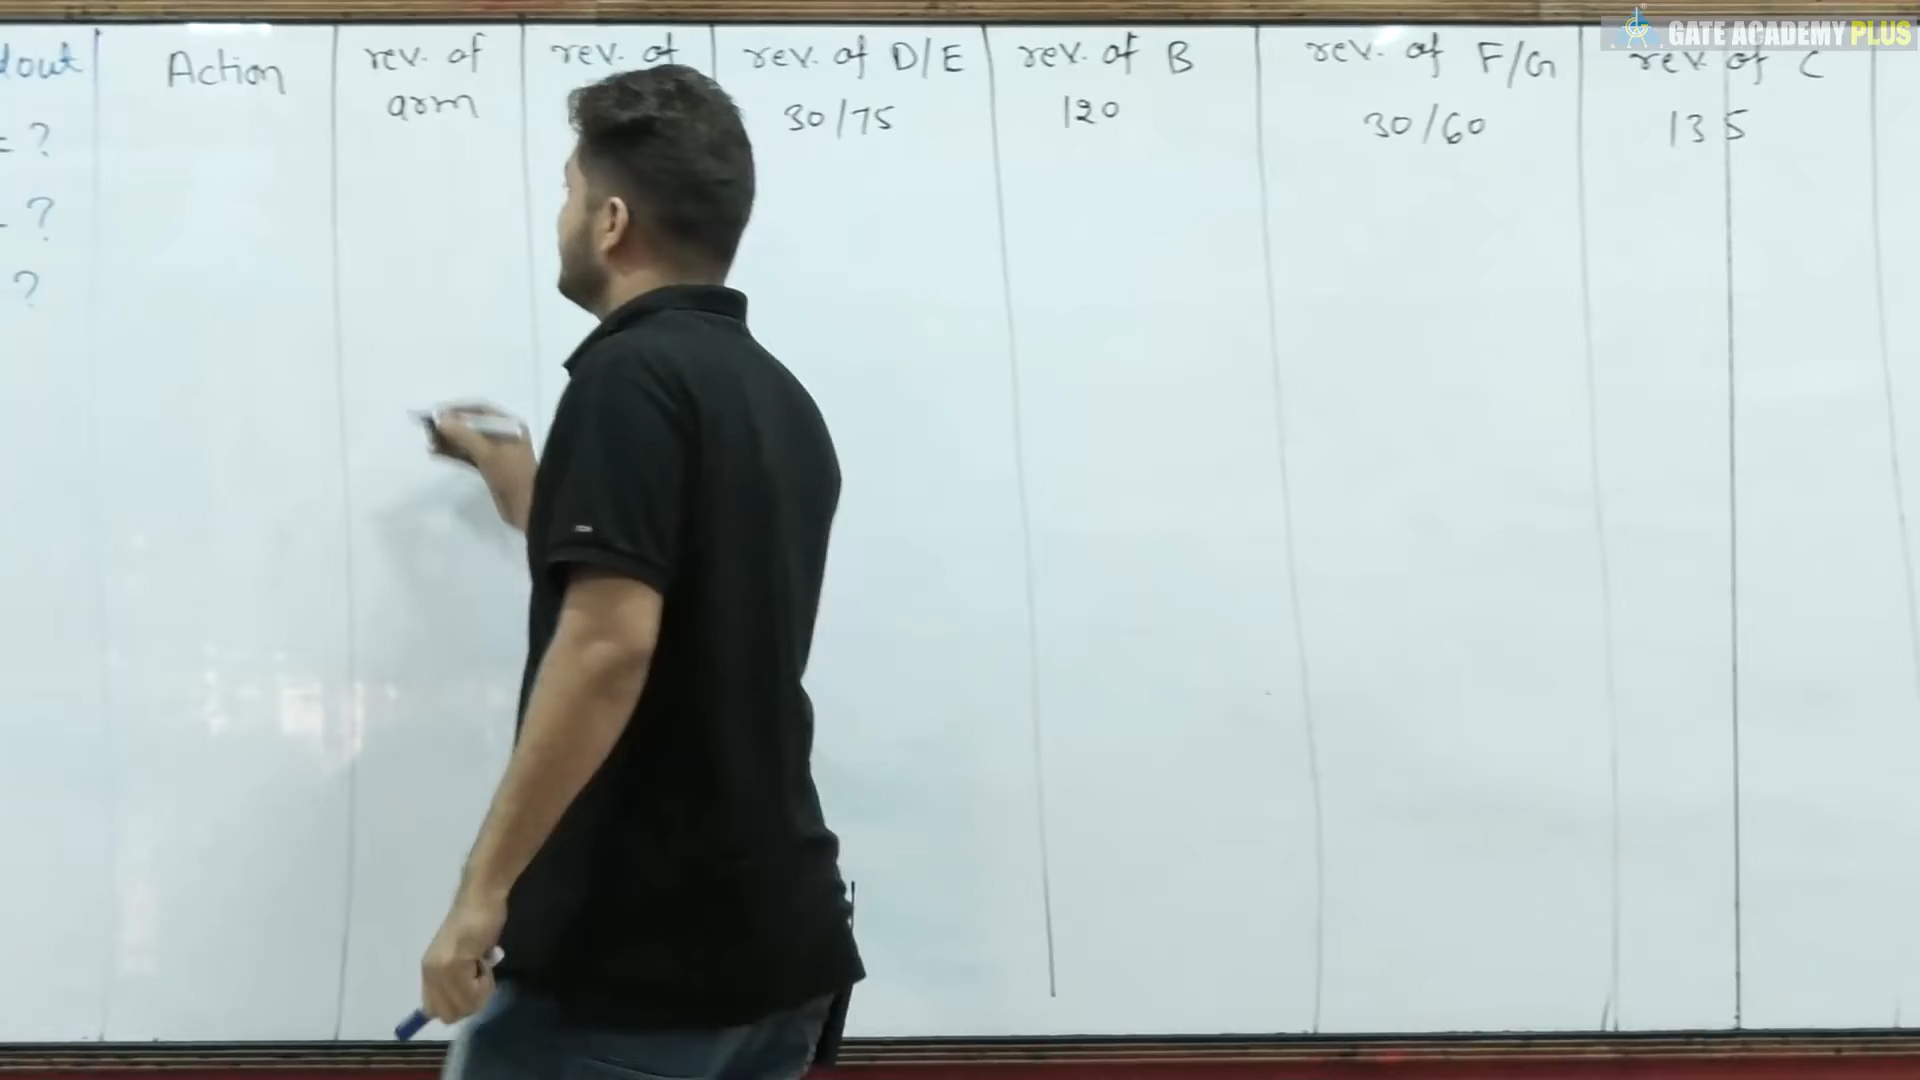 dout
= ?
- ?
?
Action
rev. of
arm
rev. of
rev. of D/E
30/75
rev. of B
120
rev. of F/G
30/60
rev. of C
135
GATE ACADEMY PLUS